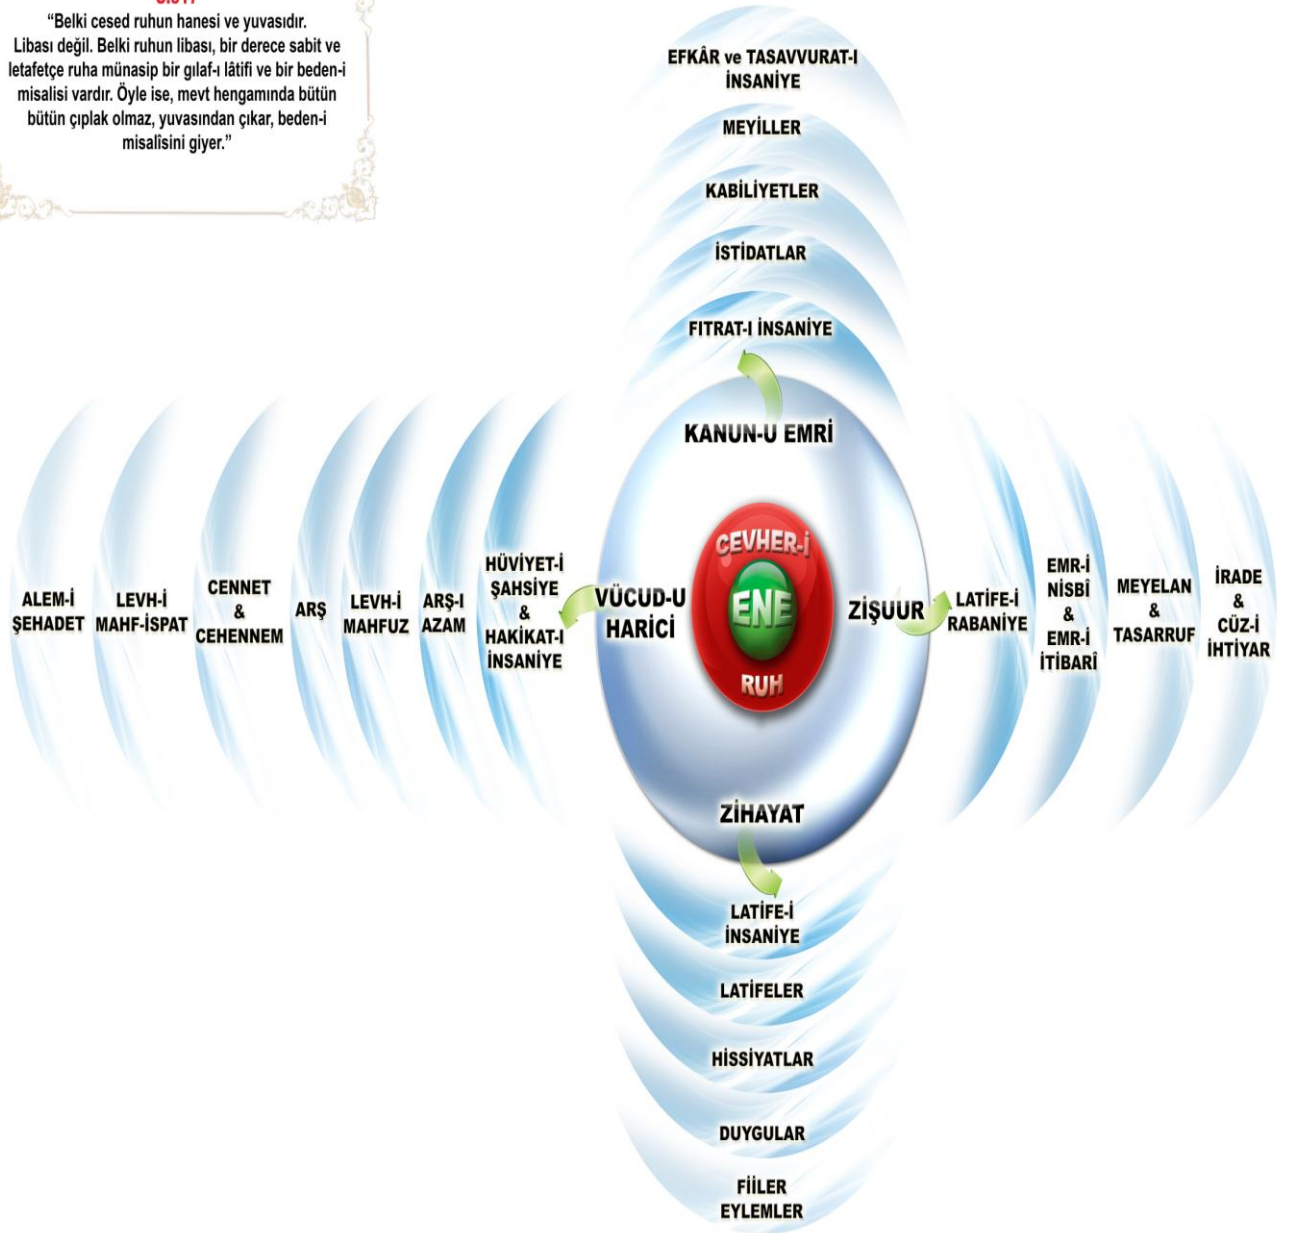 “Belki cesed ruhun hanesi ve yuvasıdır.
Libası değil. Belki ruhun libası, bir derece sabit ve
letafetçe ruha münasip bir gılaf-ı lâtifi ve bir beden-i
misalisi vardır. Öyle ise, mevt hengamında bütün
bütün çıplak olmaz, yuvasından çıkar, beden-i
misalîsini giyer.”
EFKÂR ve TASAVVURAT-I
İNSANİYE
MEYİLLER
KABİLİYETLER
İSTİDATLAR
FITRAT-I İNSANİYE
KANUN-U EMRİ
ALEM-İ
ŞEHADET
LEVH-İ
MAHF-İSPAT
CENNET
&
CEHENNEM
ARŞ
LEVH-İ
MAHFUZ
ARŞ-I
AZAM
HÜVİYET-İ
ŞAHSİYE
&
HAKİKAT-I
İNSANİYE
VÜCUD-U
HARİCİ
CEVHER-İ
ENE
RUH
ZİŞUUR
LATİFE-İ
RABANİYE
EMR-İ
NİSBÎ
&
EMR-İ
İTİBARÎ
MEYELAN
&
TASARRUF
İRADE
&
CÜZ-İ
İHTİYAR
ZİHAYAT
LATİFE-İ
İNSANİYE
LATİFELER
HİSSİYATLAR
DUYGULAR
FİİLER
EYLEMLER